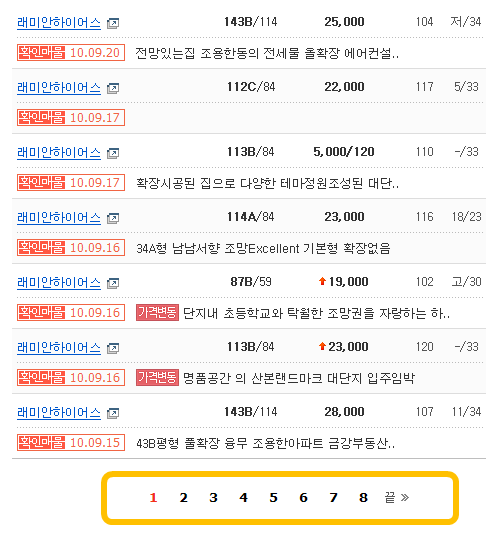 래미안하이어스 143B/114 25,000 104 저/34
확인매물 10.09.20 전망있는집 조용한동의 전세물 올확장 에어컨설..
래미안하이어스 112C/84 22,000 117 5/33
확인매물 10.09.17
래미안하이어스 113B/84 5,000/120 110 -/33
확인매물 10.09.17 확장시공된 집으로 다양한 테마정원조성된 대단..
래미안하이어스 114A/84 23,000 116 18/23
확인매물 10.09.16 34A형 남남서향 조망Excellent 기본형 확장없음
래미안하이어스 87B/59 19,000 102 고/30
확인매물 10.09.16 가격변동 단지내 초등학교와 탁월한 조망권을 자랑하는 하..
래미안하이어스 113B/84 23,000 120 -/33
확인매물 10.09.16 가격변동 명품공간 의 산본랜드마크 대단지 입주임박
래미안하이어스 143B/114 28,000 107 11/34
확인매물 10.09.15 43B평형 풀확장 융무 조용한아파트 금강부동산..
1 2 3 4 5 6 7 8 끝 »